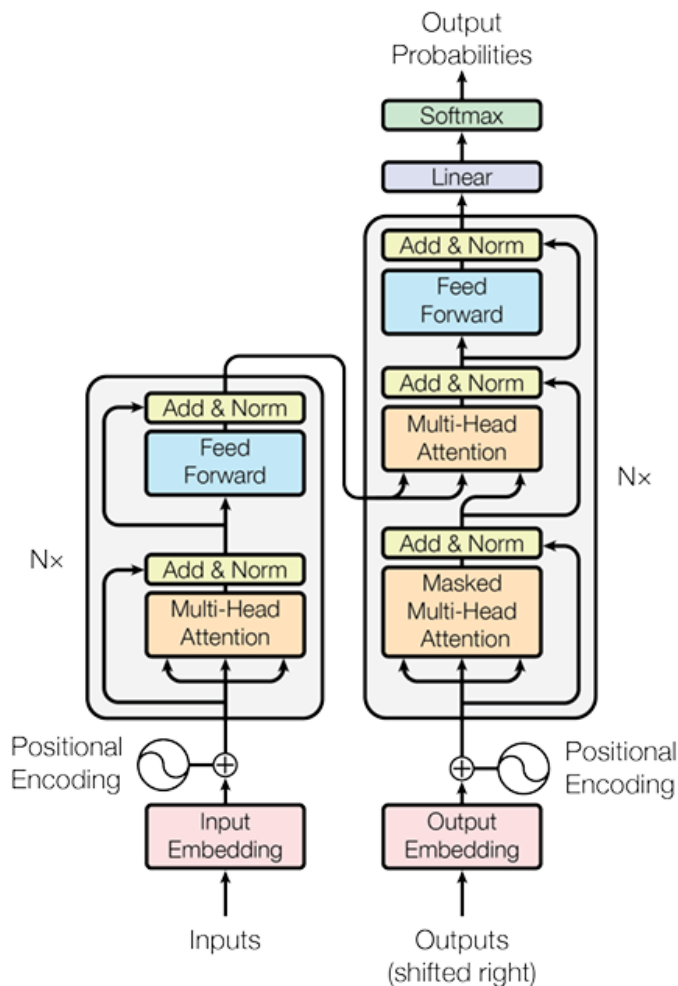 Output
Probabilities
Softmax
Linear
Add & Norm
Feed
Forward
Add & Norm
Multi-Head
Attention
Add & Norm
Masked
Multi-Head
Attention
Nx
Add & Norm
Feed
Forward
Add & Norm
Multi-Head
Attention
Nx
Positional
Encoding
Positional
Encoding
Input
Embedding
Output
Embedding
Inputs
Outputs
(shifted right)